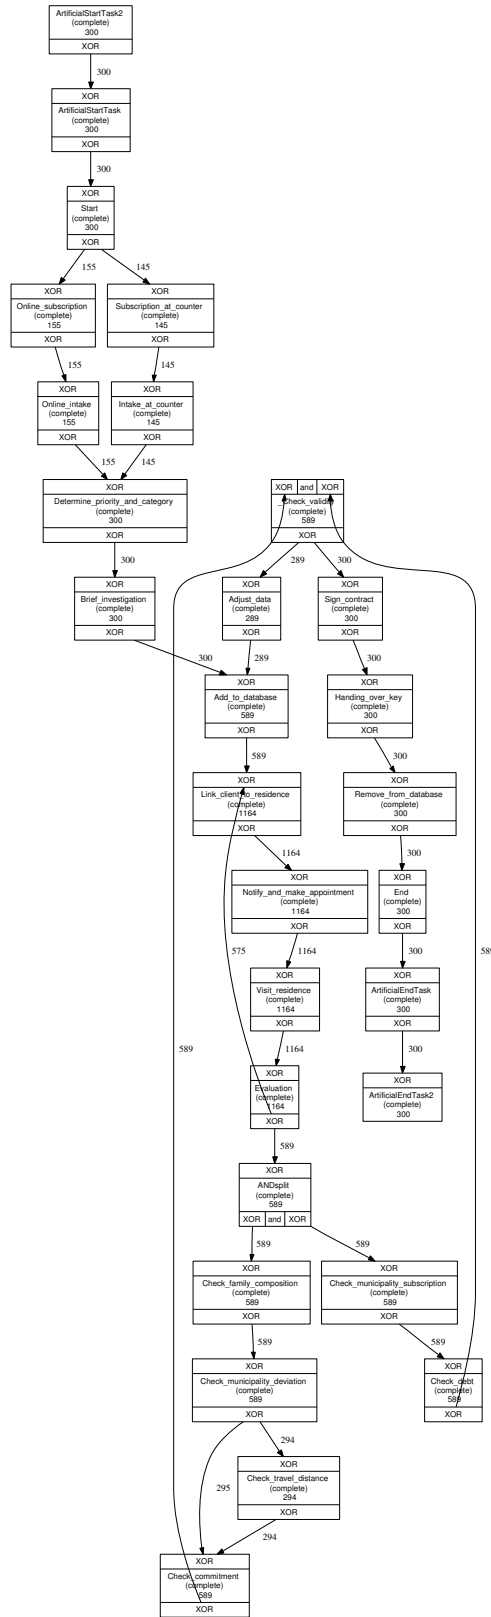 ArtificialStartTask2
(complete)
300
XOR
300
XOR
ArtificialStartTask
(complete)
300
XOR
300
XOR
Start
(complete)
300
XOR
155
145
XOR
Online_subscription
(complete)
155
XOR
XOR
Subscription_at_counter
(complete)
145
XOR
155
145
XOR
Online_intake
(complete)
155
XOR
XOR
Intake_at_counter
(complete)
145
XOR
155
145
XOR
Determine_priority_and_category
(complete)
300
XOR
XOR and XOR
_Check_validity
(complete)
589
XOR
300
289
300
XOR
Brief_investigation
(complete)
300
XOR
XOR
Adjust_data
(complete)
289
XOR
XOR
Sign_contract
(complete)
300
XOR
300
289
300
XOR
Add_to_database
(complete)
589
XOR
XOR
Handing_over_key
(complete)
300
XOR
589
300
XOR
Link_client_to_residence
(complete)
1164
XOR
XOR
Remove_from_database
(complete)
300
XOR
1164
300
XOR
Notify_and_make_appointment
(complete)
1164
XOR
XOR
End
(complete)
300
XOR
575
1164
300
589
XOR
Visit_residence
(complete)
1164
XOR
XOR
ArtificialEndTask
(complete)
300
XOR
589
1164
300
XOR
Evaluation
(complete)
1164
XOR
XOR
ArtificialEndTask2
(complete)
300
589
XOR
ANDsplit
(complete)
589
XOR and XOR
589
589
XOR
Check_family_composition
(complete)
589
XOR
XOR
Check_municipality_subscription
(complete)
589
XOR
589
589
XOR
Check_municipality_deviation
(complete)
589
XOR
XOR
Check_debt
(complete)
589
XOR
294
295
XOR
Check_travel_distance
(complete)
294
XOR
294
XOR
Check_commitment
(complete)
589
XOR